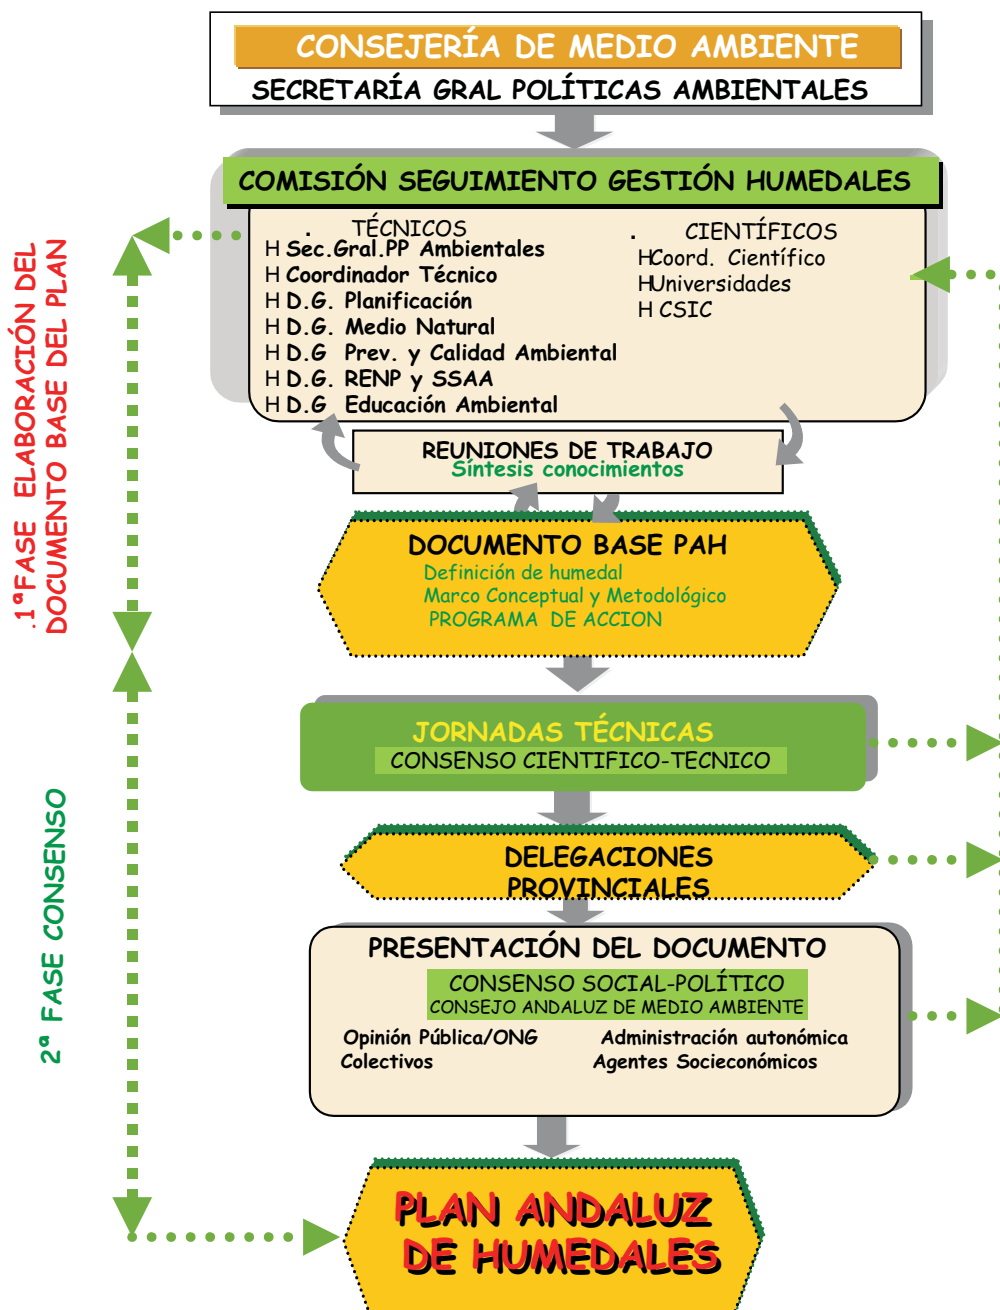 CONSEJERÍA DE MEDIO AMBIENTE
SECRETARÍA GRAL POLÍTICAS AMBIENTALES
COMISIÓN SEGUIMIENTO GESTIÓN HUMEDALES
. TÉCNICOS
H Sec.Gral.PP Ambientales
H Coordinador Técnico
H D.G. Planificación
H D.G. Medio Natural
H D.G Prev. y Calidad Ambiental
H D.G. RENP y SSAA
H D.G Educación Ambiental
. CIENTÍFICOS
HCoord. Científico
HUniversidades
H CSIC
REUNIONES DE TRABAJO
Síntesis conocimientos
DOCUMENTO BASE PAH
Definición de humedal
Marco Conceptual y Metodológico
PROGRAMA DE ACCION
JORNADAS TÉCNICAS
CONSENSO CIENTIFICO-TECNICO
DELEGACIONES
PROVINCIALES
PRESENTACIÓN DEL DOCUMENTO
CONSENSO SOCIAL-POLÍTICO
CONSEJO ANDALUZ DE MEDIO AMBIENTE
Opinión Pública/ONG
Colectivos
Administración autonómica
Agentes Socieconómicos
PLAN ANDALUZ
DE HUMEDALES
.1ªFASE ELABORACIÓN DEL
DOCUMENTO BASE DEL PLAN
2ª FASE CONSENSO